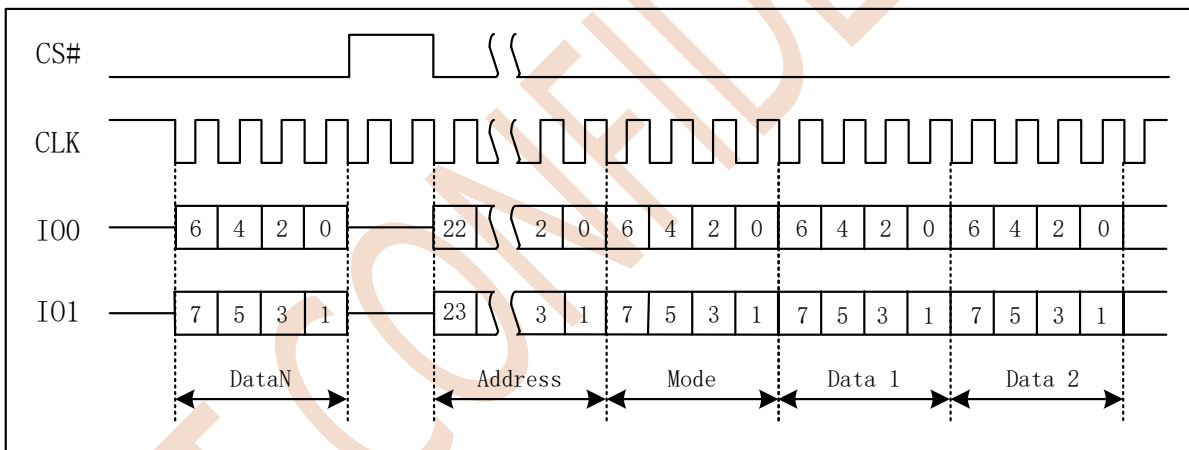 CS#
CLK
IO0 6 4 2 0 22 2 0 6 4 2 0 6 4 2 0 6 4 2 0
IO1 7 5 3 1 23 3 1 7 5 3 1 7 5 3 1 7 5 3 1
DataN Address Mode Data 1 Data 2